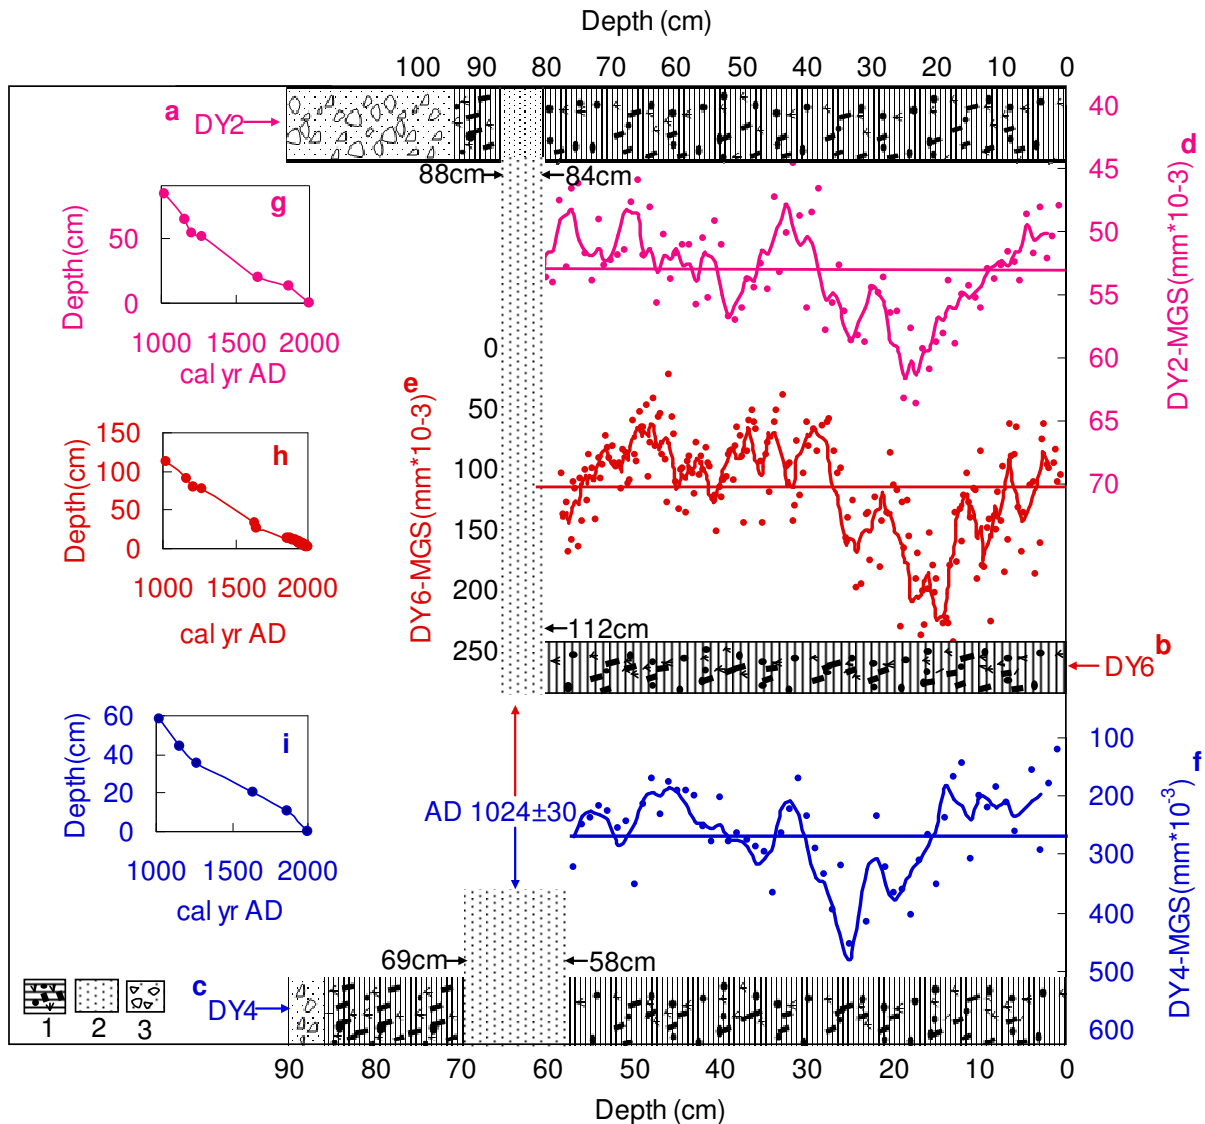 Depth (cm)
100 90 80 70 60 50 40 30 20 10 0
a DY2
88cm 84cm
d
40
45
50
55
60
65
70
DY2-MGS(mm*10-3)
g
Depth(cm)
50
0
1000 1500 2000
cal yr AD
e
DY6-MGS(mm*10-3)
0
50
100
150
200
250
h
Depth(cm)
150
100
50
0
1000 1500 2000
cal yr AD
112cm
DY6 b
i
Depth(cm)
60
40
20
0
1000 1500 2000
cal yr AD
AD 1024±30
f
100
200
300
400
500
600
DY4-MGS(mm*10-3)
69cm 58cm
c DY4
1 2 3
90 80 70 60 50 40 30 20 10 0
Depth (cm)